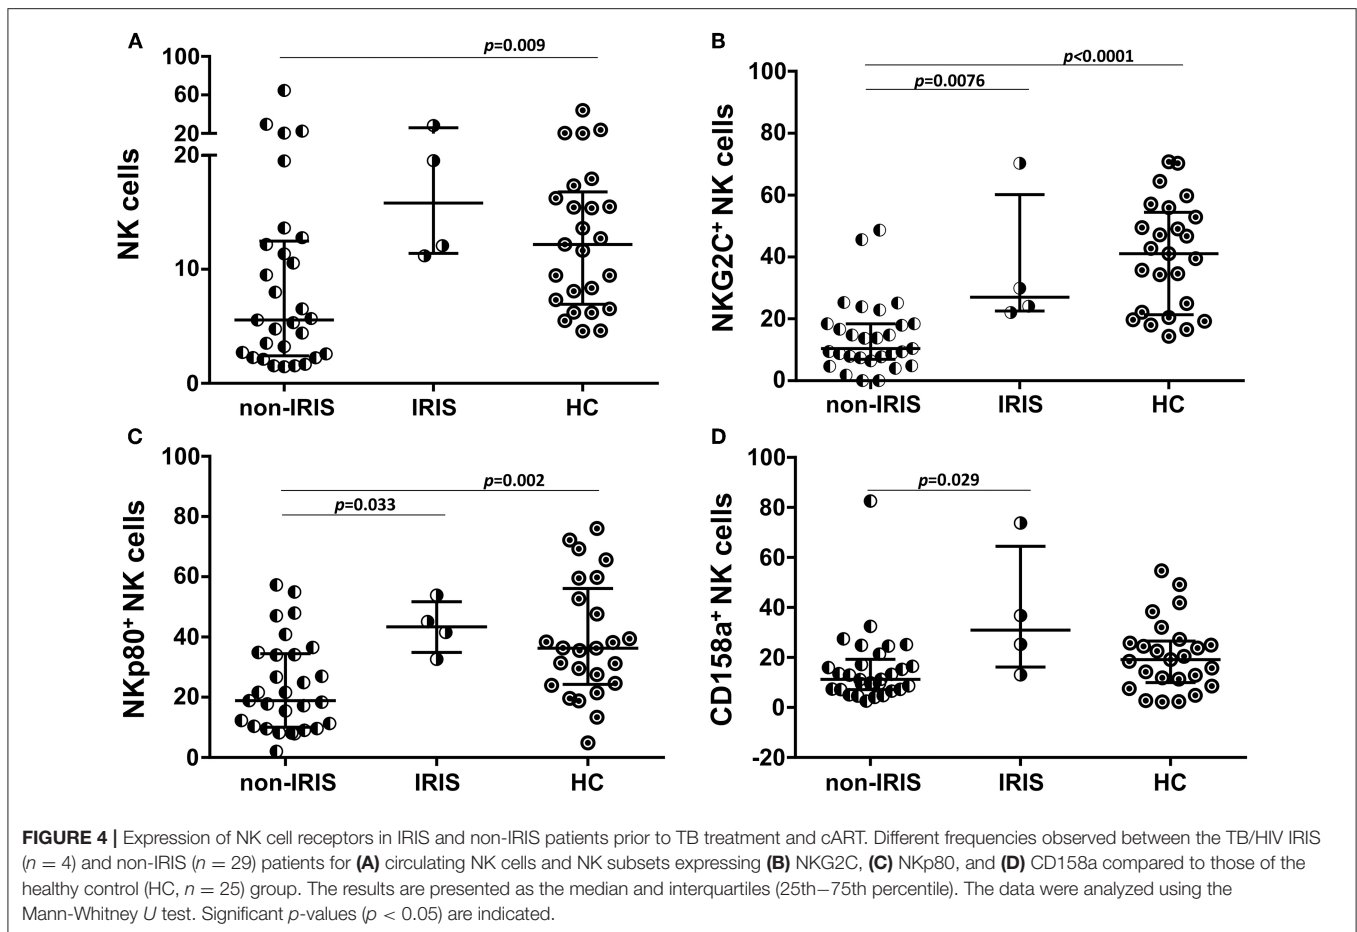 A
p=0.009
100
60
20
20
10
0
NK cells
non-IRIS IRIS HC
B
p<0.0001
p=0.0076
100
80
60
40
20
0
NKG2C+ NK cells
non-IRIS IRIS HC
C
p=0.002
p=0.033
100
80
60
40
20
0
NKp80+ NK cells
non-IRIS IRIS HC
D
p=0.029
100
80
60
40
20
0
-20
CD158a+ NK cells
non-IRIS IRIS HC
FIGURE 4 | Expression of NK cell receptors in IRIS and non-IRIS patients prior to TB treatment and cART. Different frequencies observed between the TB/HIV IRIS
(n = 4) and non-IRIS (n = 29) patients for (A) circulating NK cells and NK subsets expressing (B) NKG2C, (C) NKp80, and (D) CD158a compared to those of the
healthy control (HC, n = 25) group. The results are presented as the median and interquartiles (25th–75th percentile). The data were analyzed using the
Mann-Whitney U test. Significant p-values (p < 0.05) are indicated.